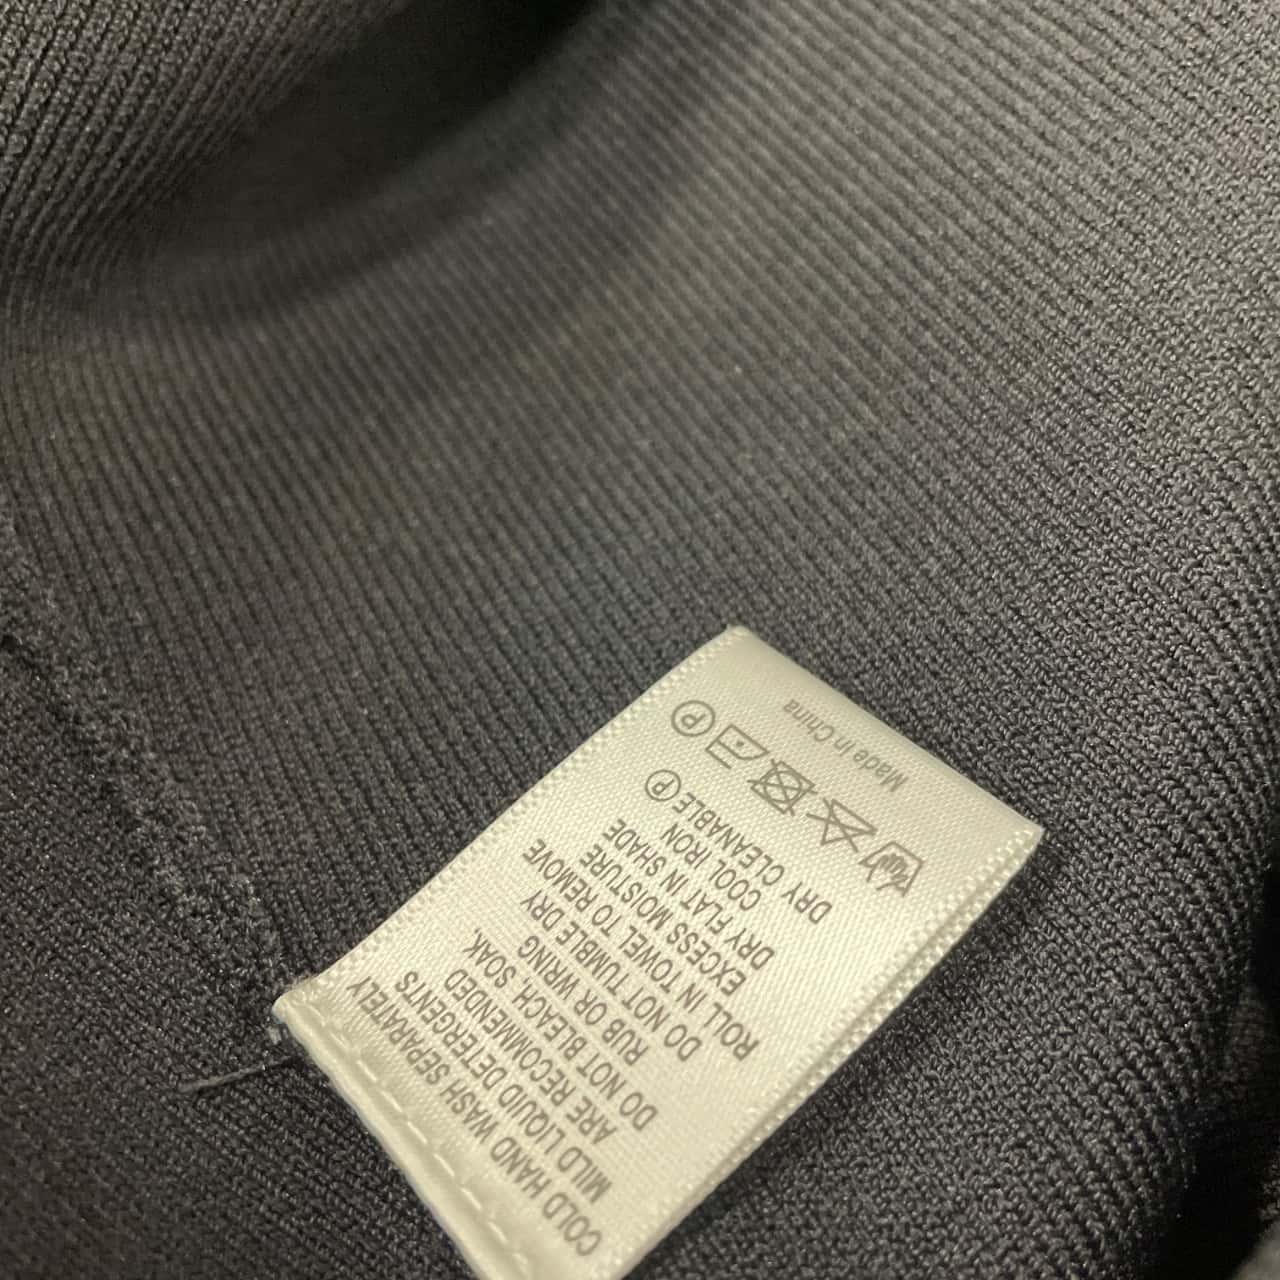 COLD HAND WASH SEPARATELY
MILD LIQUID DETERGENTS
ARE RECOMMENDED
DO NOT BLEACH, SOAK
RUB OR WRING
DO NOT TUMBLE DRY
ROLL IN TOWEL TO REMOVE
EXCESS MOISTURE
DRY FLAT IN SHADE
COOL IRON
DRY CLEANABLE Ⓟ
P
Made in China